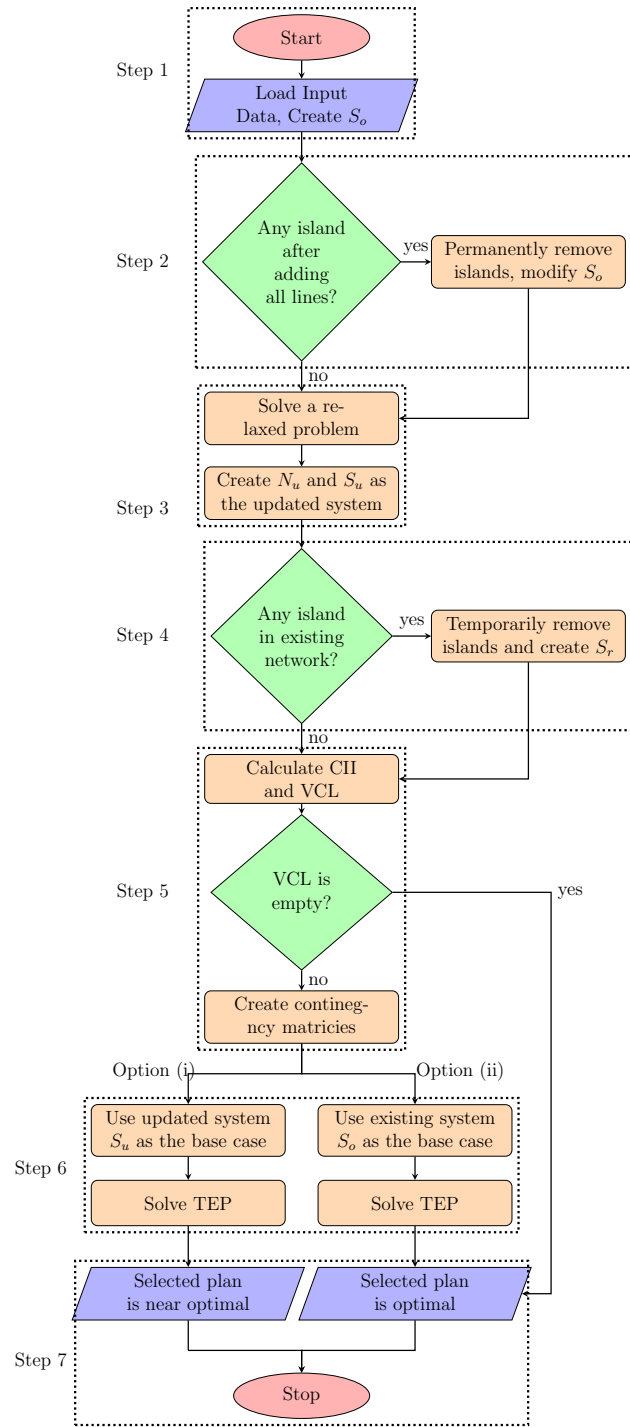 Start
Step 1
Load Input
Data, Create S_o
Any island
after
adding
all lines?
yes
Permanently remove
islands, modify S_o
Step 2
no
Solve a re-
laxed problem
Create N_u and S_u as
the updated system
Step 3
Any island
in existing
network?
yes
Temporarily remove
islands and create S_r
Step 4
no
Calculate CII
and VCL
VCL is
empty?
yes
Step 5
no
Create contineg-
ncy matricies
Option (i)
Option (ii)
Use updated system
S_u as the base case
Use existing system
S_o as the base case
Step 6
Solve TEP
Solve TEP
Selected plan
is near optimal
Selected plan
is optimal
Step 7
Stop